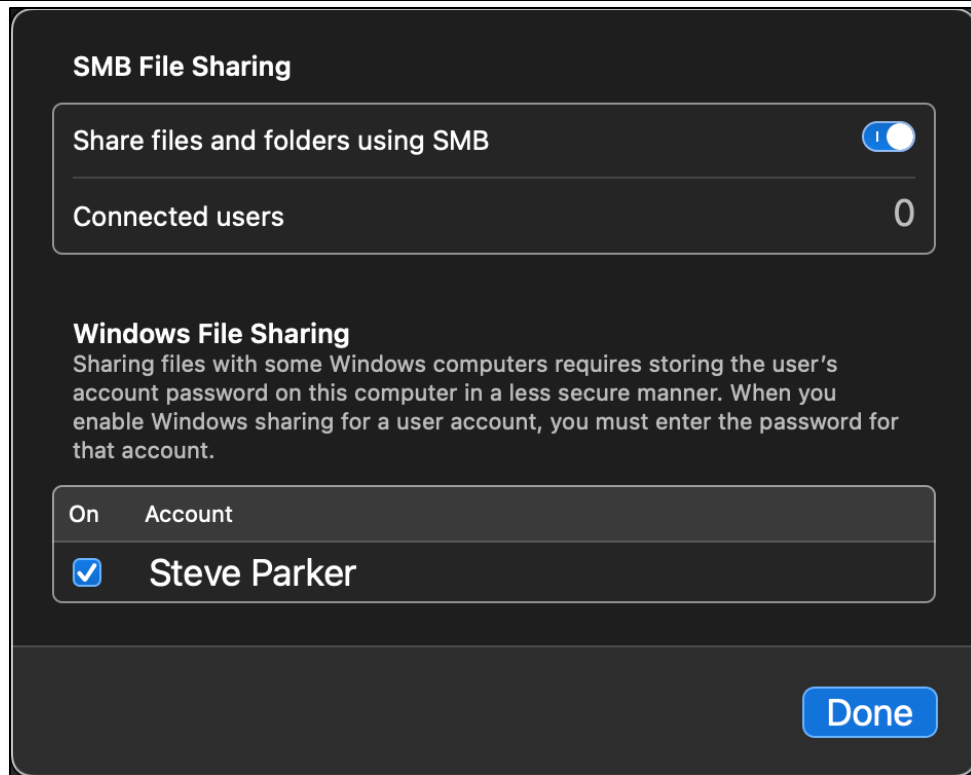 SMB File Sharing
Share files and folders using SMB
Connected users 0
Windows File Sharing
Sharing files with some Windows computers requires storing the user's
account password on this computer in a less secure manner. When you
enable Windows sharing for a user account, you must enter the password for
that account.
On Account
Steve Parker
Done